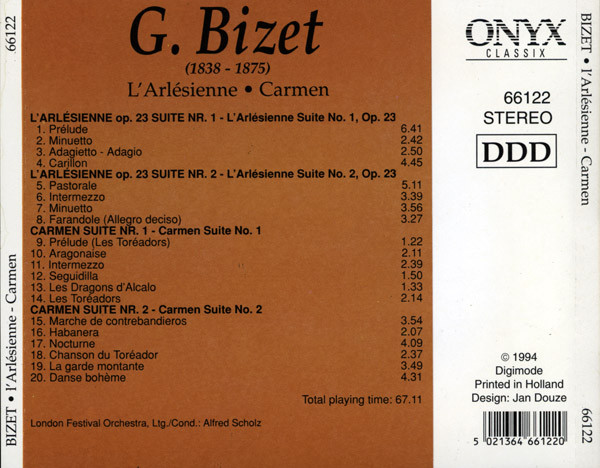 66122
BIZET • l'Arlésienne - Carmen
G. Bizet
(1838 - 1875)
L'Arlésienne • Carmen
L'ARLÉSIENNE op. 23 SUITE NR. 1 - L'Arlésienne Suite No. 1, Op. 23
1. Prélude 6.41
2. Minuetto 2.42
3. Adagietto - Adagio 2.50
4. Carillon 4.45
L'ARLÉSIENNE op. 23 SUITE NR. 2 - L'Arlésienne Suite No. 2, Op. 23
5. Pastorale 5.11
6. Intermezzo 3.39
7. Minuetto 3.56
8. Farandole (Allegro deciso) 3.27
CARMEN SUITE NR. 1 - Carmen Suite No. 1
9. Prélude (Les Toréadors) 1.22
10. Aragonaise 2.11
11. Intermezzo 2.39
12. Seguidilla 1.50
13. Les Dragons d'Alcalo 1.33
14. Les Toréadors 2.14
CARMEN SUITE NR. 2 - Carmen Suite No. 2
15. Marche de contrebandieros 3.54
16. Habanera 2.07
17. Nocturne 4.09
18. Chanson du Toréador 2.37
19. La garde montante 3.49
20. Danse bohème 4.31
Total playing time: 67.11
London Festival Orchestra, Ltg./Cond.: Alfred Scholz
ONYX
CLASSIX
66122
STEREO
DDD
© 1994
Digimode
Printed in Holland
Design: Jan Douze
5 021364 661220
BIZET • l'Arlésienne - Carmen
66122